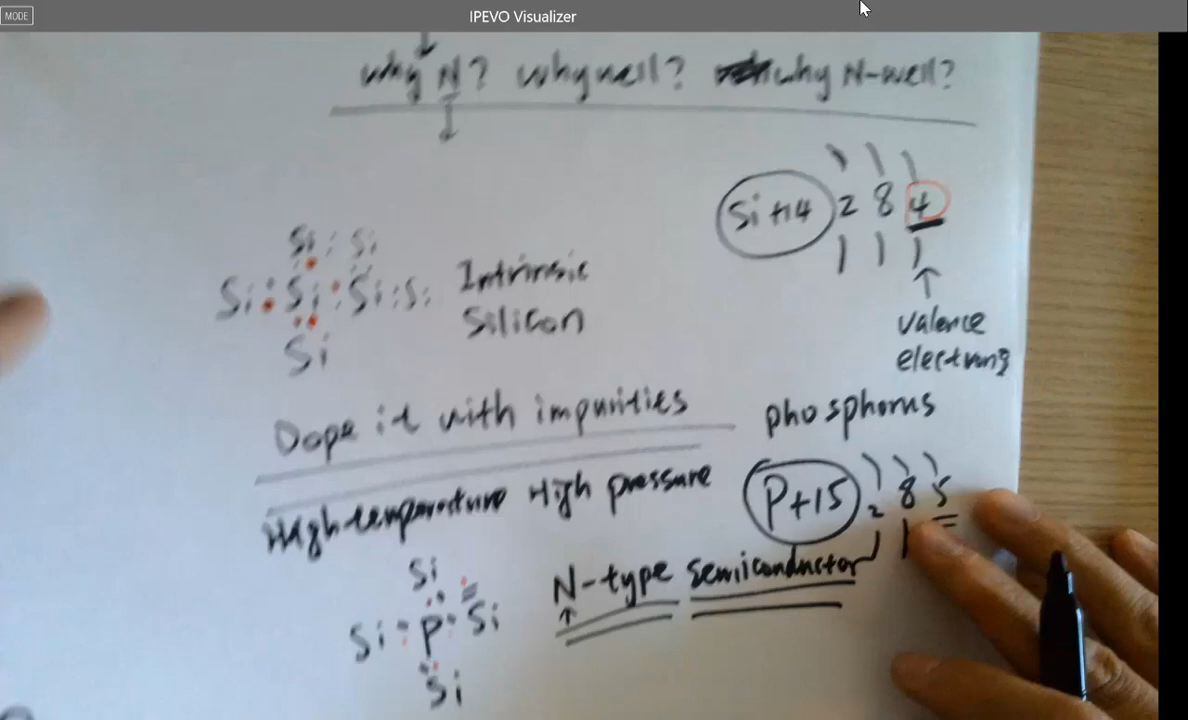 MODE
IPEVO Visualizer
why N? why well? why N-well?
Si+14 2 8 4
Si : Si
Si : Si : Si : Si :
Si
Intrinsic
Silicon
valence
electrons
Dope it with impurities
phosphorus
High temperature High pressure
P+15 2 8 5
N-type semiconductor
Si
Si : P : Si
Si